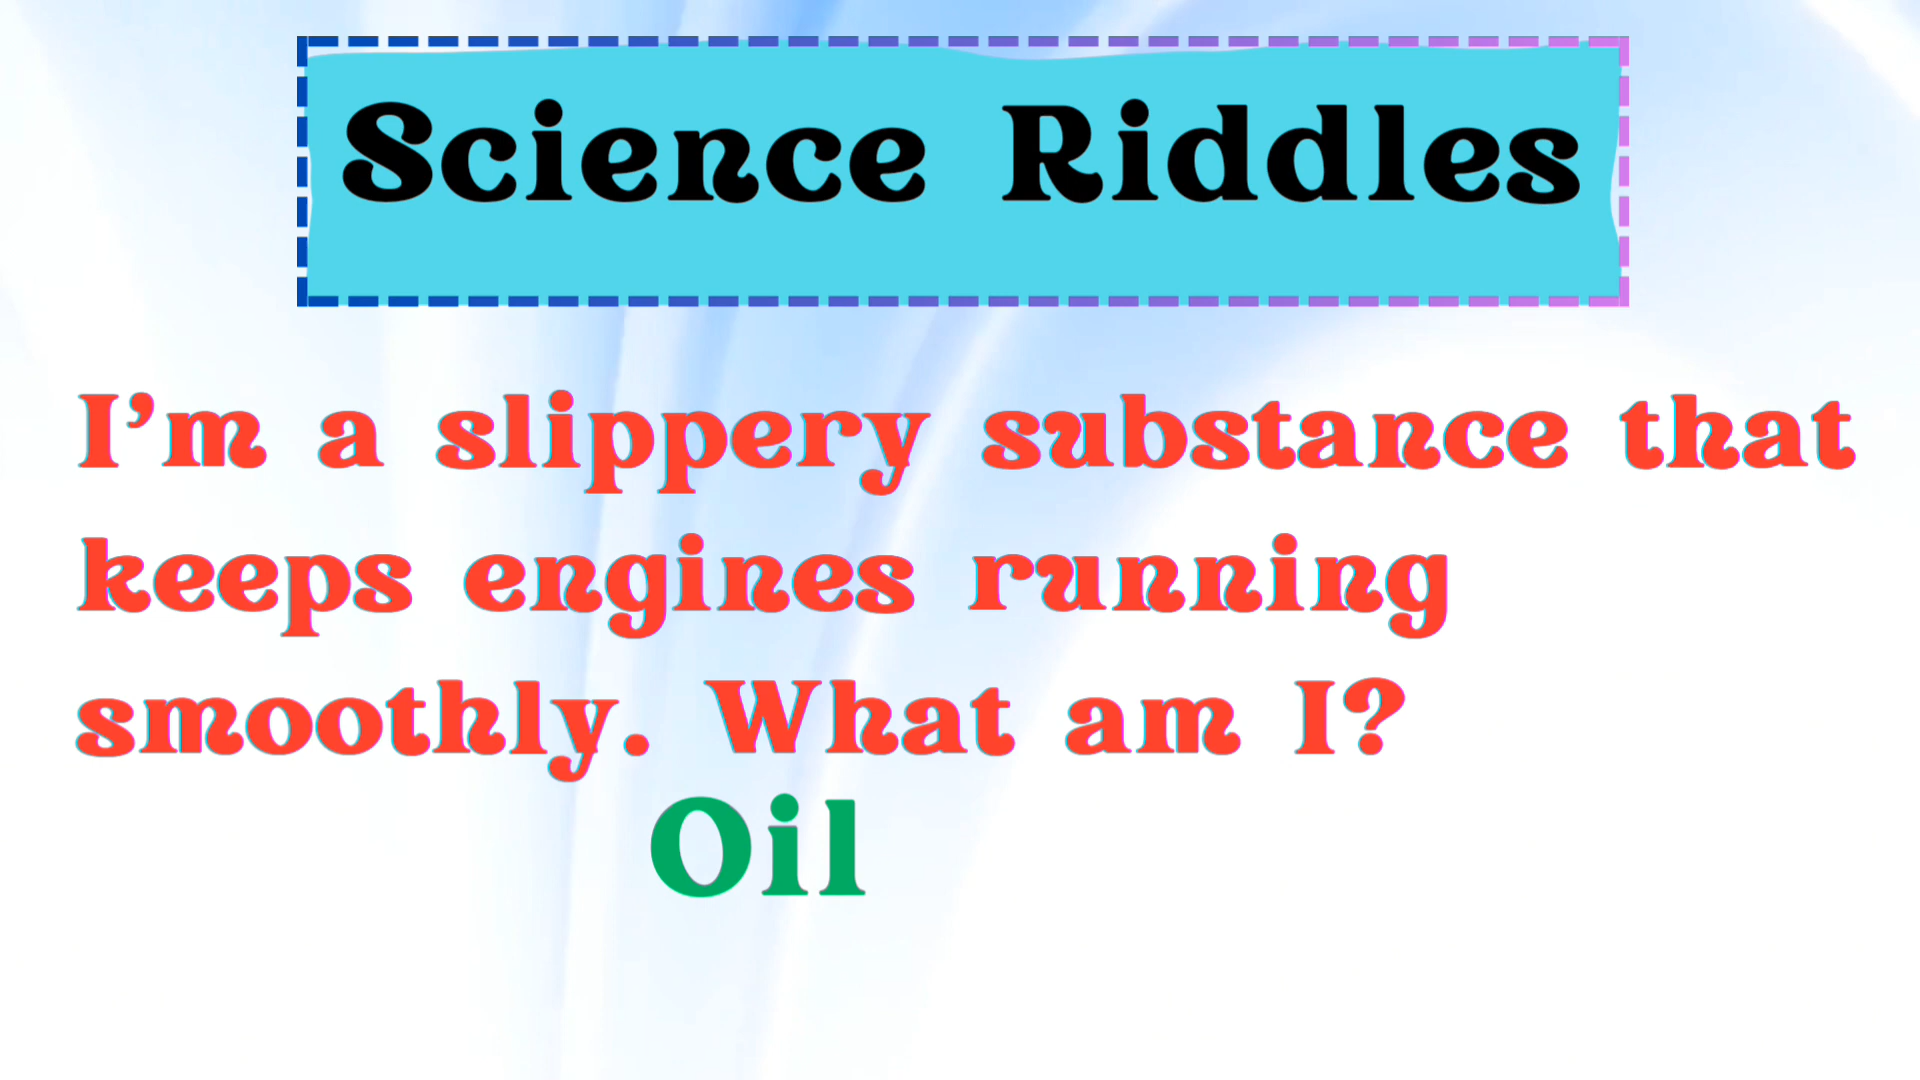 Science Riddles
I’m a slippery substance that
keeps engines running
smoothly. What am I?
Oil